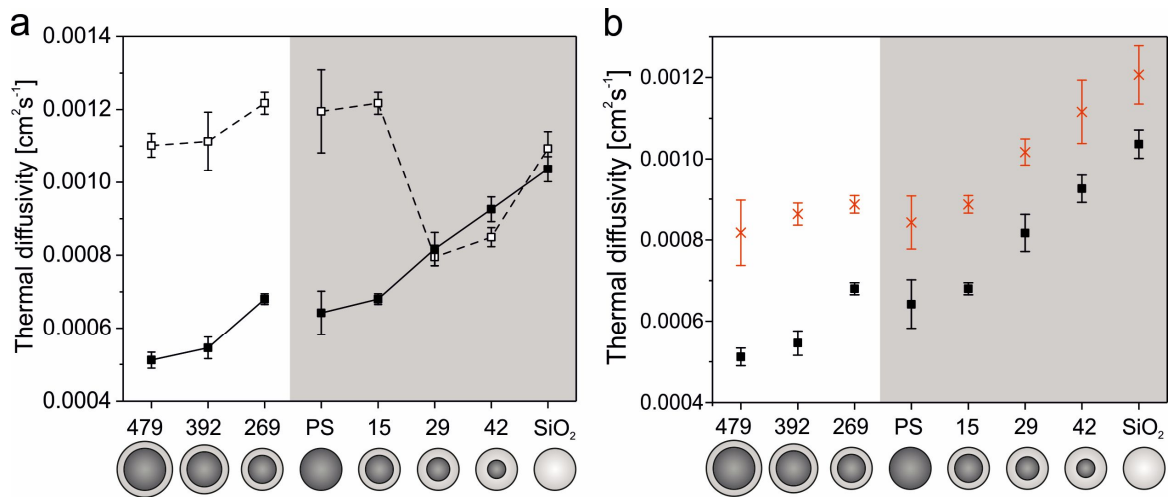 a
Thermal diffusivity [cm²s⁻¹]
0.0014
0.0012
0.0010
0.0008
0.0006
0.0004
479 392 269 PS 15 29 42 SiO₂
b
Thermal diffusivity [cm²s⁻¹]
0.0012
0.0010
0.0008
0.0006
0.0004
479 392 269 PS 15 29 42 SiO₂